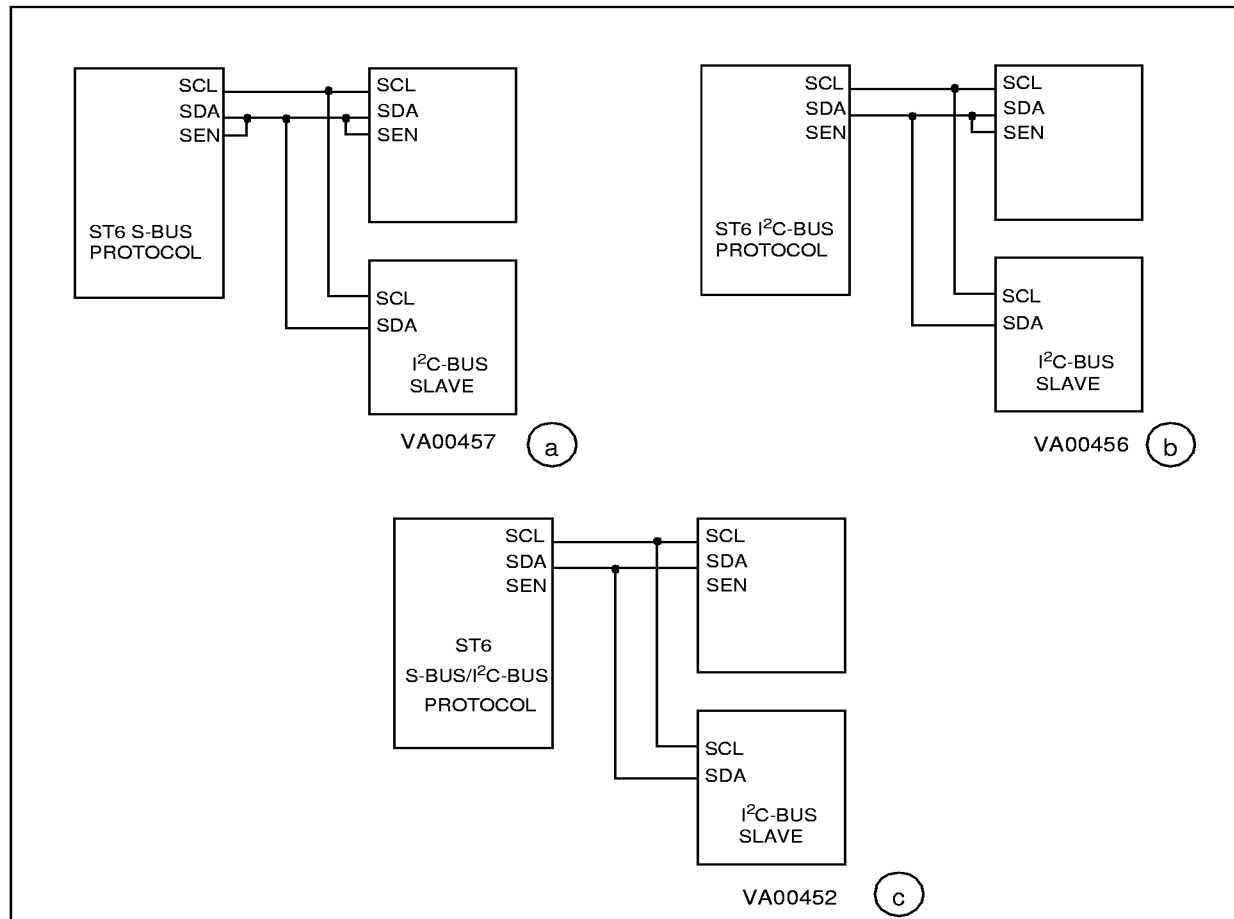 SCL
SDA
SEN
ST6 S-BUS
PROTOCOL
SCL
SDA
SEN
SCL
SDA
I²C-BUS
SLAVE
VA00457
a
SCL
SDA
ST6 I²C-BUS
PROTOCOL
SCL
SDA
SEN
SCL
SDA
I²C-BUS
SLAVE
VA00456
b
SCL
SDA
SEN
ST6
S-BUS/I²C-BUS
PROTOCOL
SCL
SDA
SEN
SCL
SDA
I²C-BUS
SLAVE
VA00452
c